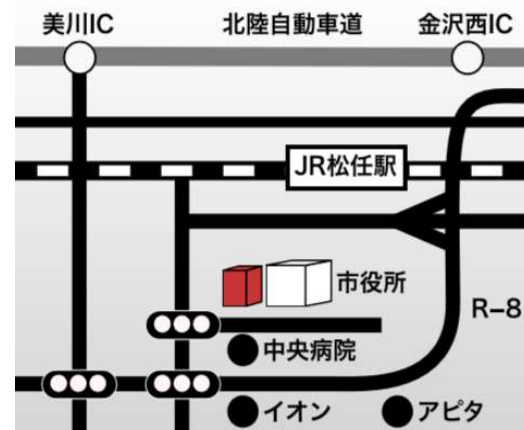 美川IC
北陸自動車道
金沢西IC
JR松任駅
市役所
R-8
中央病院
イオン
アピタ